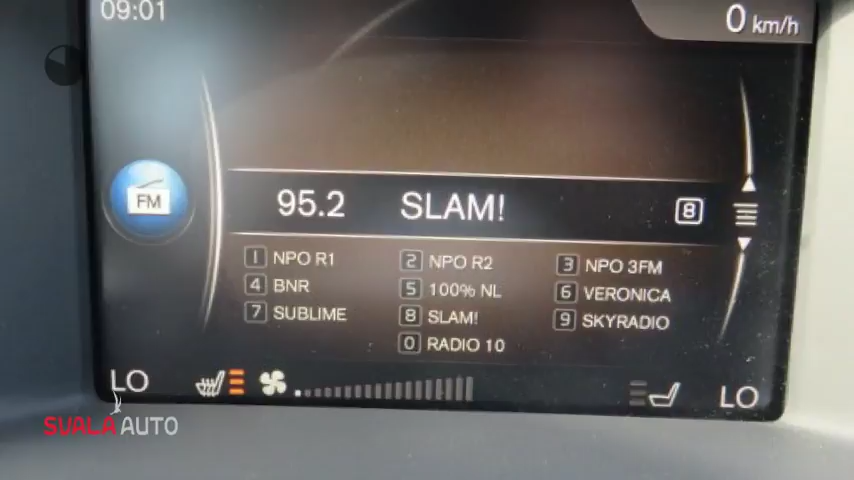 09:01
0 km/h
FM
95.2 SLAM! 8
1 NPO R1 2 NPO R2 3 NPO 3FM
4 BNR 5 100% NL 6 VERONICA
7 SUBLIME 8 SLAM! 9 SKYRADIO
0 RADIO 10
LO LO
SVALA AUTO